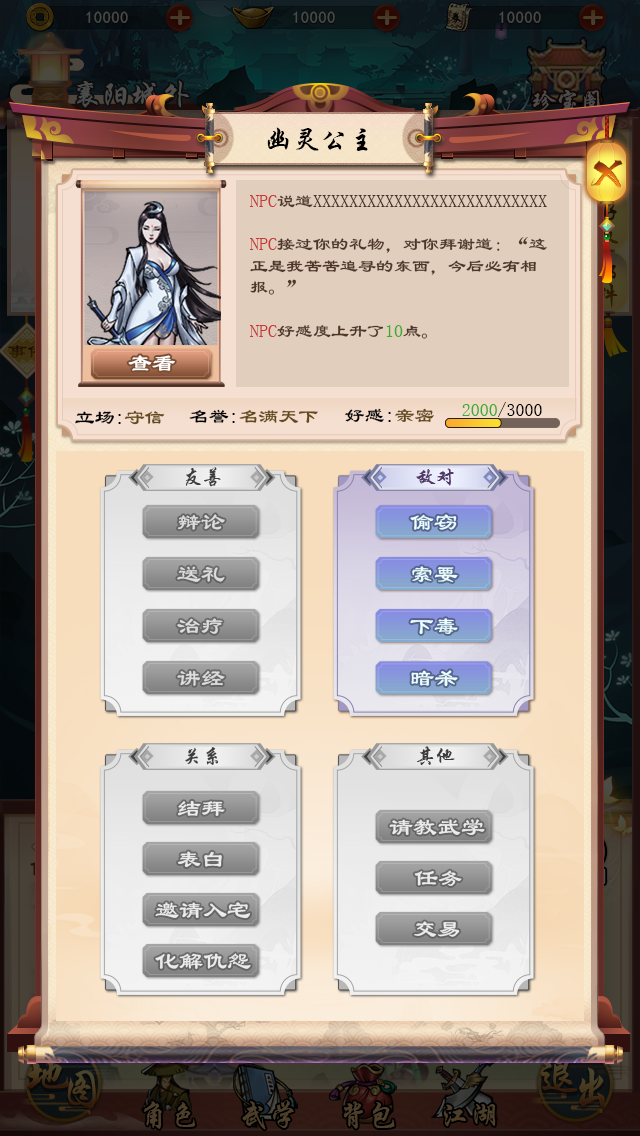 10000 10000 10000
襄阳城外
珍宝阁
幽灵公主
NPC说道XXXXXXXXXXXXXXXXXXXXXXXXXX
NPC接过你的礼物，对你拜谢道：“这
正是我苦苦追寻的东西，今后必有相
报。”
NPC好感度上升了10点。
查看
立场:守信 名誉:名满天下 好感:亲密 2000/3000
友善
辩论
送礼
治疗
讲经
敌对
偷窃
索要
下毒
暗杀
关系
结拜
表白
邀请入宅
化解仇怨
其他
请教武学
任务
交易
地图 角色 武学 背包 江湖 退出